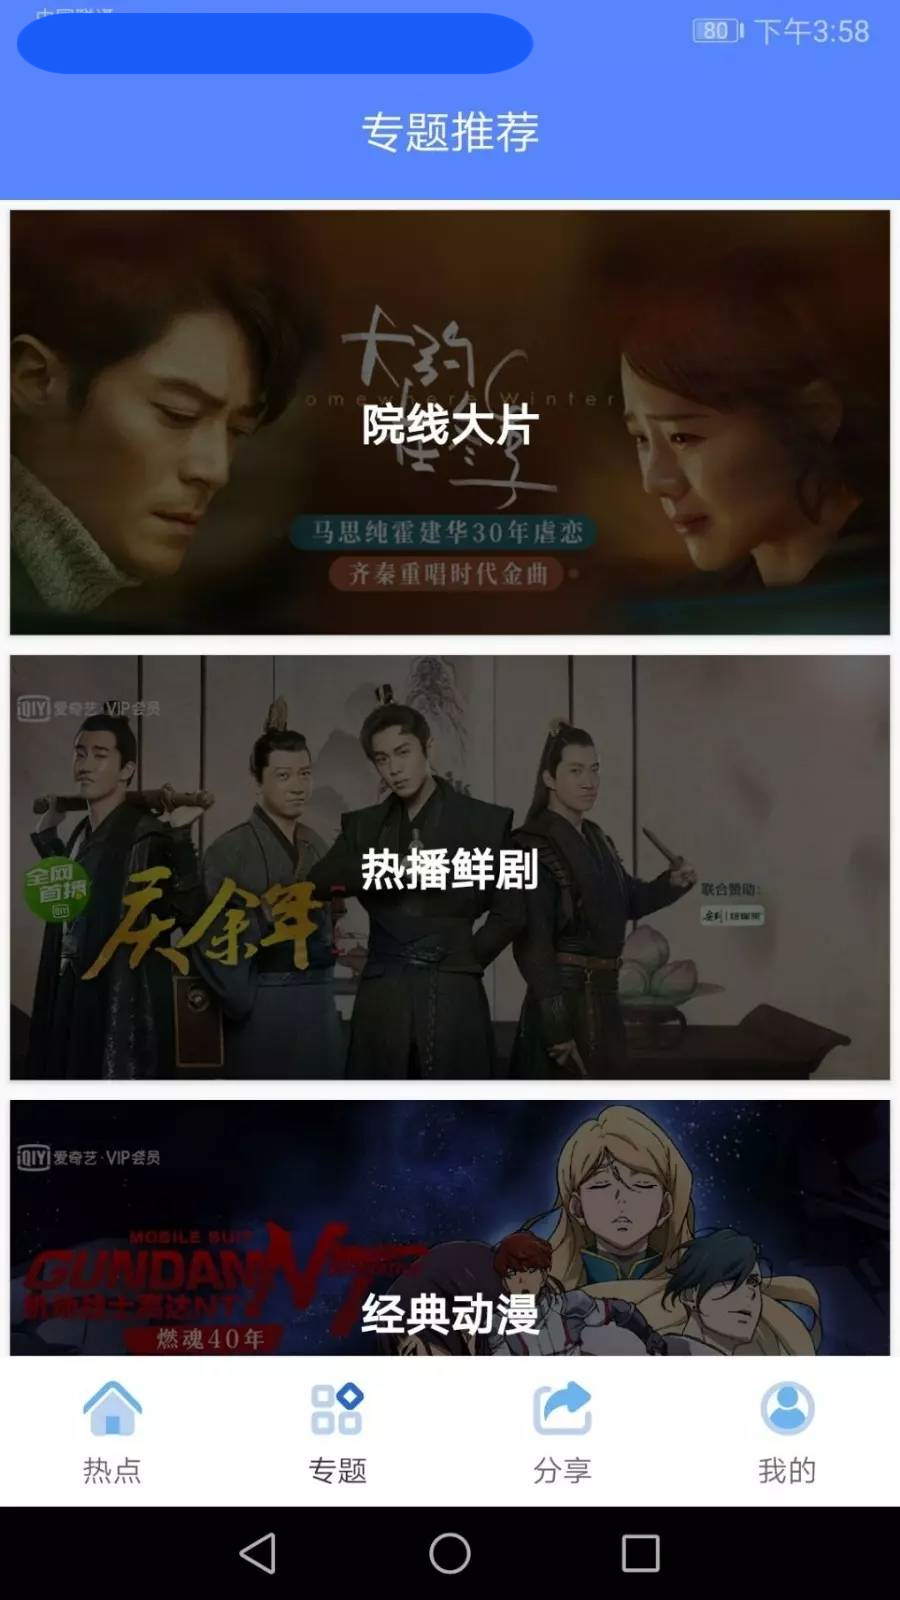 80 下午3:58
专题推荐
大约
Somewhere Winter
在冬季
院线大片
马思纯霍建华30年虐恋
齐秦重唱时代金曲
iQIY 爱奇艺·VIP会员
全网
首播
iQIY
庆余年
热播鲜剧
联合赞助:
iQIY 爱奇艺·VIP会员
MOBILE SUIT
GUNDAM NT
机动战士高达NT
燃魂40年
经典动漫
热点
专题
分享
我的